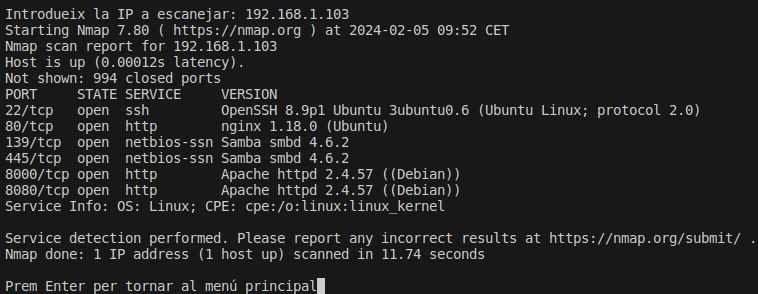 Introdueix la IP a escanejar: 192.168.1.103
Starting Nmap 7.80 ( https://nmap.org ) at 2024-02-05 09:52 CET
Nmap scan report for 192.168.1.103
Host is up (0.00012s latency).
Not shown: 994 closed ports
PORT     STATE SERVICE     VERSION
22/tcp   open  ssh         OpenSSH 8.9p1 Ubuntu 3ubuntu0.6 (Ubuntu Linux; protocol 2.0)
80/tcp   open  http        nginx 1.18.0 (Ubuntu)
139/tcp  open  netbios-ssn Samba smbd 4.6.2
445/tcp  open  netbios-ssn Samba smbd 4.6.2
8000/tcp open  http        Apache httpd 2.4.57 ((Debian))
8080/tcp open  http        Apache httpd 2.4.57 ((Debian))
Service Info: OS: Linux; CPE: cpe:/o:linux:linux_kernel
Service detection performed. Please report any incorrect results at https://nmap.org/submit/ .
Nmap done: 1 IP address (1 host up) scanned in 11.74 seconds
Prem Enter per tornar al menú principal